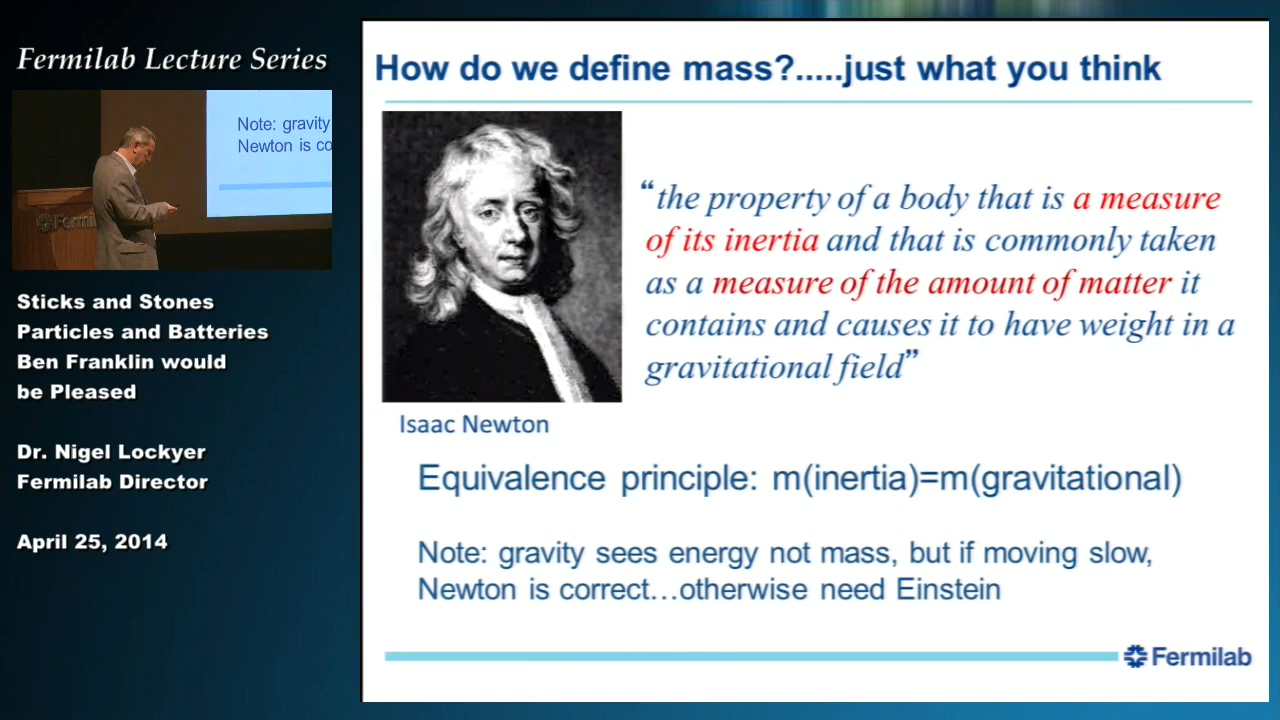 Fermilab Lecture Series
Note: gravity
Newton is co
Fermil
Sticks and Stones
Particles and Batteries
Ben Franklin would
be Pleased
Dr. Nigel Lockyer
Fermilab Director
April 25, 2014
How do we define mass?.....just what you think
“the property of a body that is a measure
of its inertia and that is commonly taken
as a measure of the amount of matter it
contains and causes it to have weight in a
gravitational field”
Isaac Newton
Equivalence principle: m(inertia)=m(gravitational)
Note: gravity sees energy not mass, but if moving slow,
Newton is correct…otherwise need Einstein
Fermilab